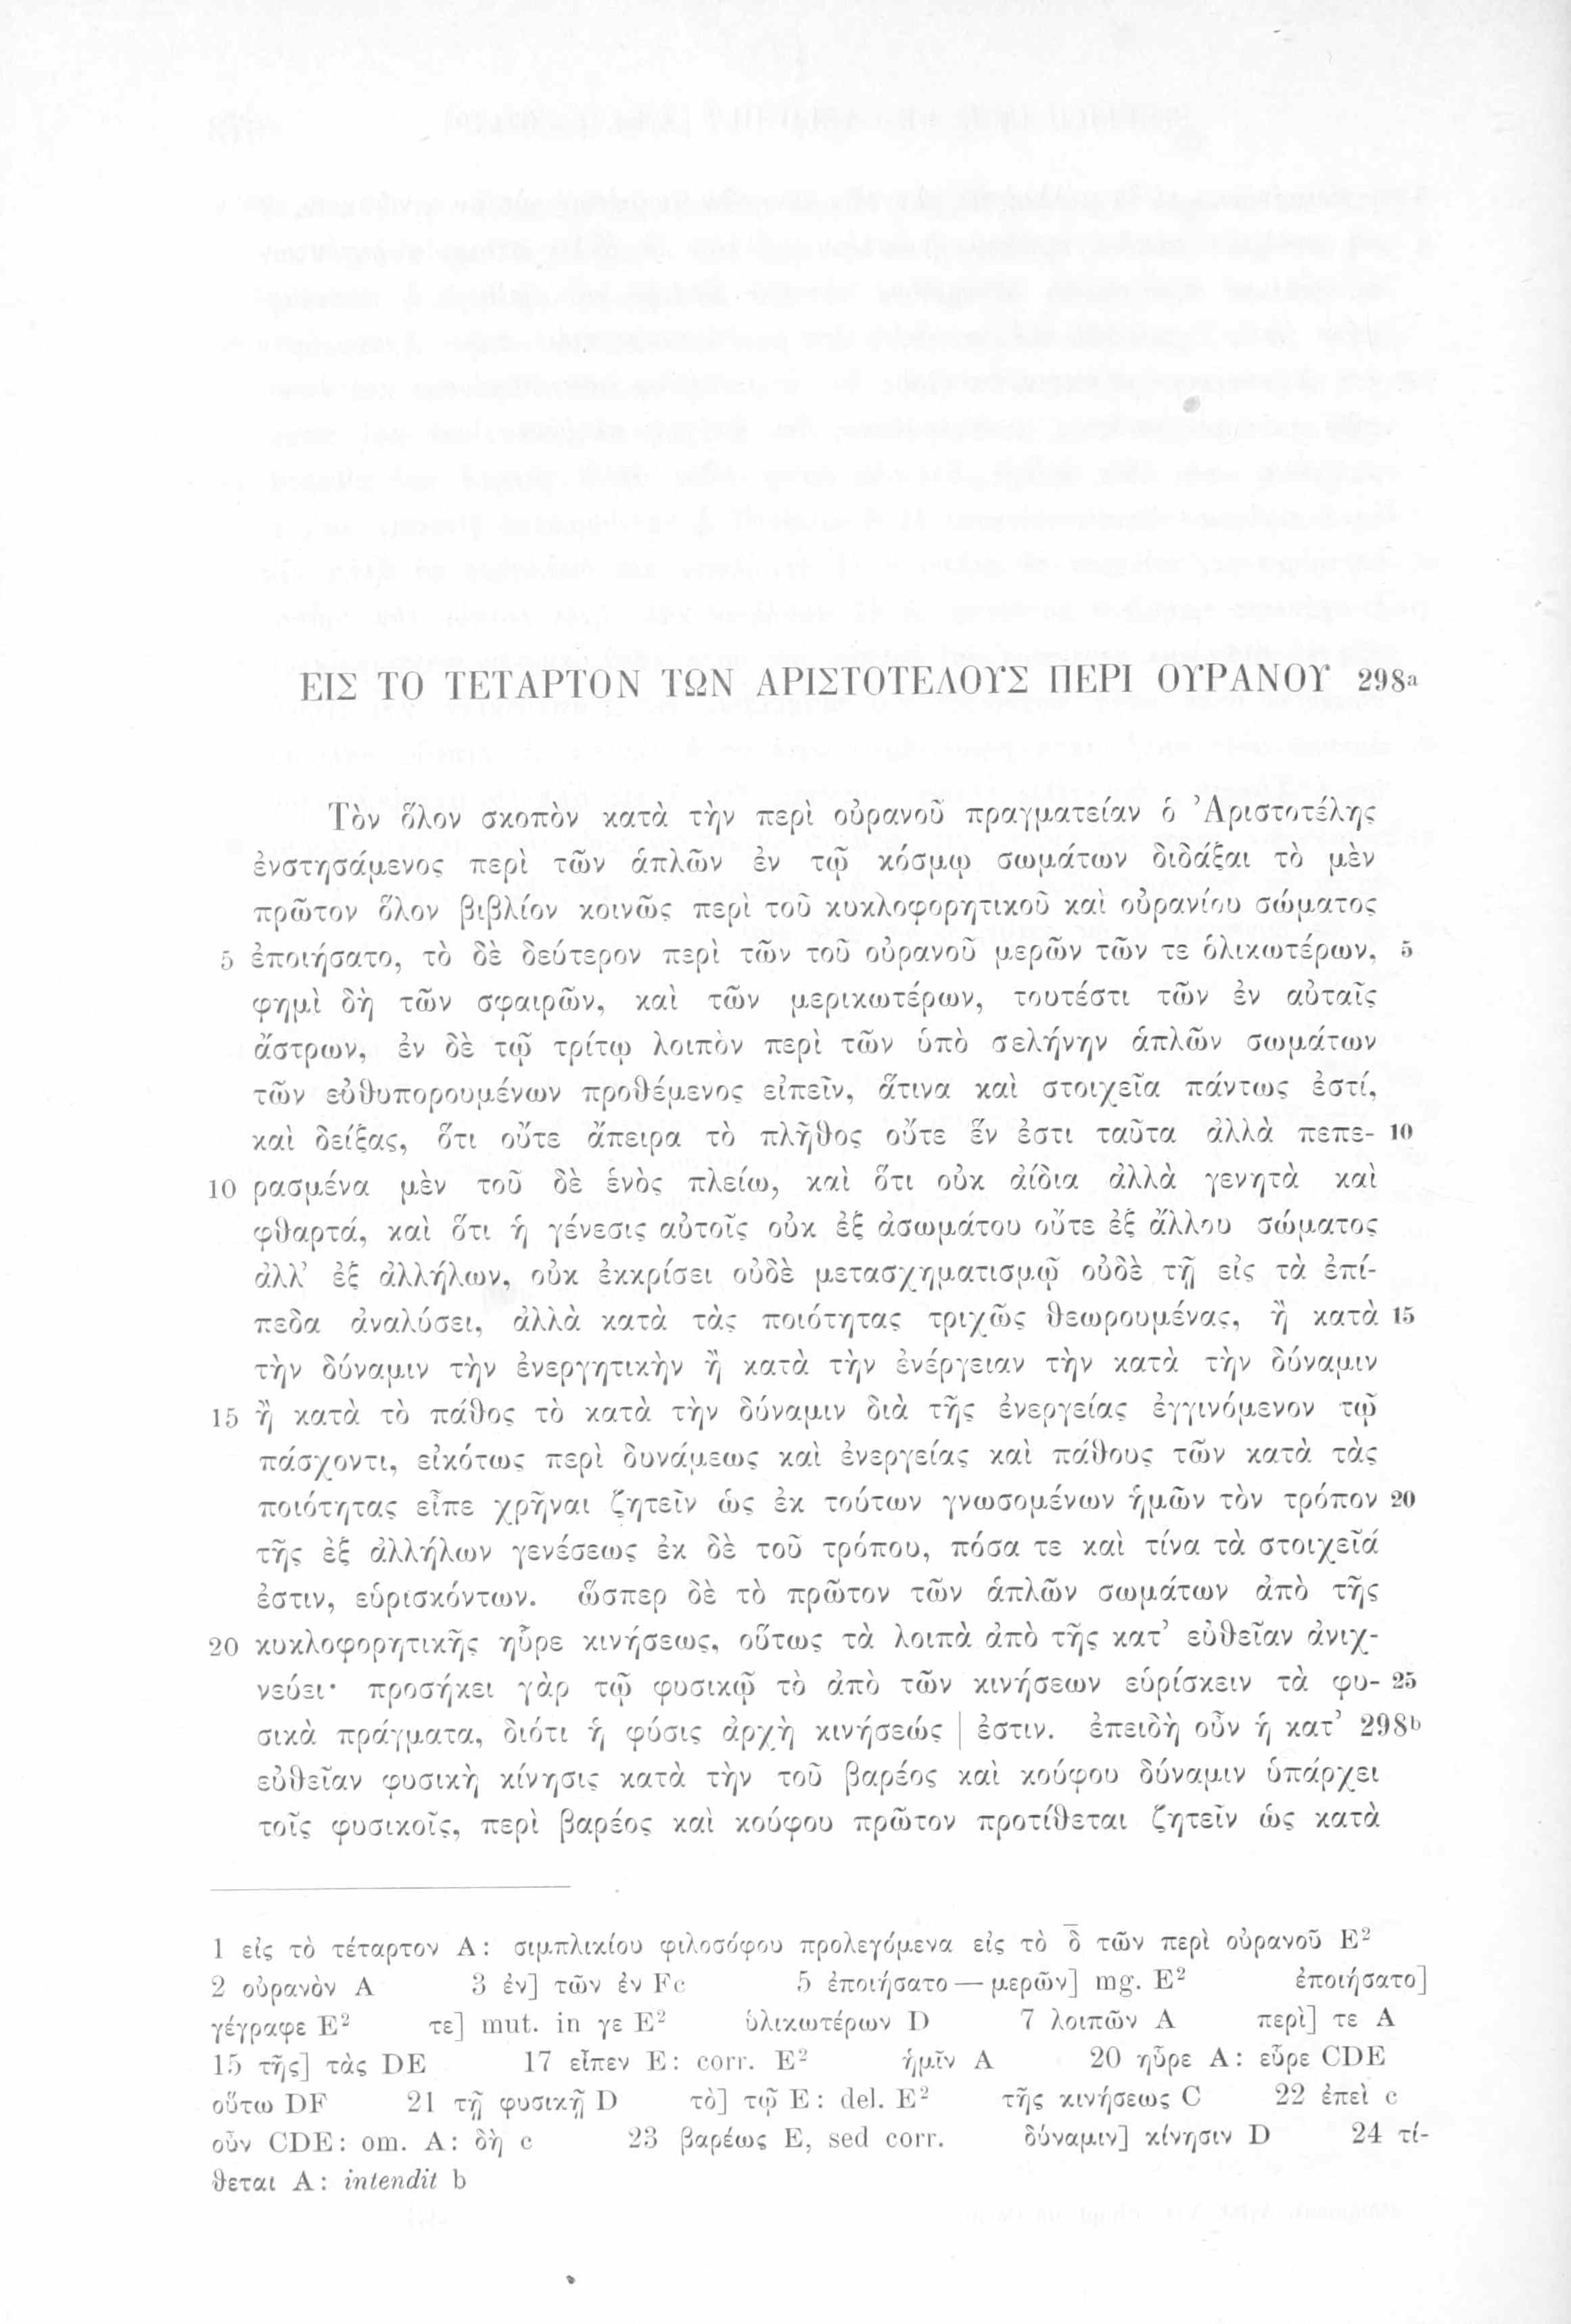 ΕΙΣ ΤΟ ΤΕΤΑΡΤΟΝ ΤΩΝ ΑΡΙΣΤΟΤΕΛΟΥΣ ΠΕΡΙ ΟΥΡΑΝΟΥ 298a
Τὸν ὅλον σκοπὸν κατὰ τὴν περὶ οὐρανοῦ πραγματείαν ὁ Ἀριστοτέλης
ἐνστησάμενος περὶ τῶν ἁπλῶν ἐν τῷ κόσμῳ σωμάτων διδάξαι τὸ μὲν
πρῶτον ὅλον βιβλίον κοινῶς περὶ τοῦ κυκλοφορητικοῦ καὶ οὐρανίου σώματος
5 ἐποιήσατο, τὸ δὲ δεύτερον περὶ τῶν τοῦ οὐρανοῦ μερῶν τῶν τε ὁλικωτέρων, 5
φημὶ δὴ τῶν σφαιρῶν, καὶ τῶν μερικωτέρων, τουτέστι τῶν ἐν αὐταῖς
ἄστρων, ἐν δὲ τῷ τρίτῳ λοιπὸν περὶ τῶν ὑπὸ σελήνην ἁπλῶν σωμάτων
τῶν εὐθυπορουμένων προθέμενος εἰπεῖν, ἅτινα καὶ στοιχεῖα πάντως ἐστί,
καὶ δείξας, ὅτι οὔτε ἄπειρα τὸ πλῆθος οὔτε ἕν ἐστι ταῦτα ἀλλὰ πεπε- 10
10 ρασμένα μὲν τοῦ δὲ ἑνὸς πλείω, καὶ ὅτι οὐκ ἀίδια ἀλλὰ γενητὰ καὶ
φθαρτά, καὶ ὅτι ἡ γένεσις αὐτοῖς οὐκ ἐξ ἀσωμάτου οὔτε ἐξ ἄλλου σώματος
ἀλλ’ ἐξ ἀλλήλων, οὐκ ἐκκρίσει οὐδὲ μετασχηματισμῷ οὐδὲ τῇ εἰς τὰ ἐπί-
πεδα ἀναλύσει, ἀλλὰ κατὰ τὰς ποιότητας τριχῶς θεωρουμένας, ἢ κατὰ 15
τὴν δύναμιν τὴν ἐνεργητικὴν ἢ κατὰ τὴν ἐνέργειαν τὴν κατὰ τὴν δύναμιν
15 ἢ κατὰ τὸ πάθος τὸ κατὰ τὴν δύναμιν διὰ τῆς ἐνεργείας ἐγγινόμενον τῷ
πάσχοντι, εἰκότως περὶ δυνάμεως καὶ ἐνεργείας καὶ πάθους τῶν κατὰ τὰς
ποιότητας εἶπε χρῆναι ζητεῖν ὡς ἐκ τούτων γνωσομένων ἡμῶν τὸν τρόπον 20
τῆς ἐξ ἀλλήλων γενέσεως ἐκ δὲ τοῦ τρόπου, πόσα τε καὶ τίνα τὰ στοιχεῖά
ἐστιν, εὑρισκόντων. ὥσπερ δὲ τὸ πρῶτον τῶν ἁπλῶν σωμάτων ἀπὸ τῆς
20 κυκλοφορητικῆς ηὗρε κινήσεως, οὕτως τὰ λοιπὰ ἀπὸ τῆς κατ’ εὐθεῖαν ἀνιχ-
νεύει· προσήκει γὰρ τῷ φυσικῷ τὸ ἀπὸ τῶν κινήσεων εὑρίσκειν τὰ φυ- 25
σικὰ πράγματα, διότι ἡ φύσις ἀρχὴ κινήσεώς | ἐστιν. ἐπειδὴ οὖν ἡ κατ’ 298b
εὐθεῖαν φυσικὴ κίνησις κατὰ τὴν τοῦ βαρέος καὶ κούφου δύναμιν ὑπάρχει
τοῖς φυσικοῖς, περὶ βαρέος καὶ κούφου πρῶτον προτίθεται ζητεῖν ὡς κατὰ
1 εἰς τὸ τέταρτον A: σιμπλικίου φιλοσόφου προλεγόμενα εἰς τὸ δ̅ τῶν περὶ οὐρανοῦ E²
2 οὐρανὸν A 3 ἐν] τῶν ἐν Fc 5 ἐποιήσατο — μερῶν] mg. E² ἐποιήσατο]
γέγραφε E² τε] mut. in γε E² ὑλικωτέρων D 7 λοιπῶν A περὶ] τε A
15 τῆς] τὰς DE 17 εἶπεν E: corr. E² ἡμῖν A 20 ηὗρε A: εὗρε CDE
οὕτω DF 21 τῇ φυσικῇ D τὸ] τῷ E: del. E² τῆς κινήσεως C 22 ἐπεὶ c
οὖν CDE: om. A: δὴ c 23 βαρέως E, sed corr. δύναμιν] κίνησιν D 24 τί-
θεται A: intendit b